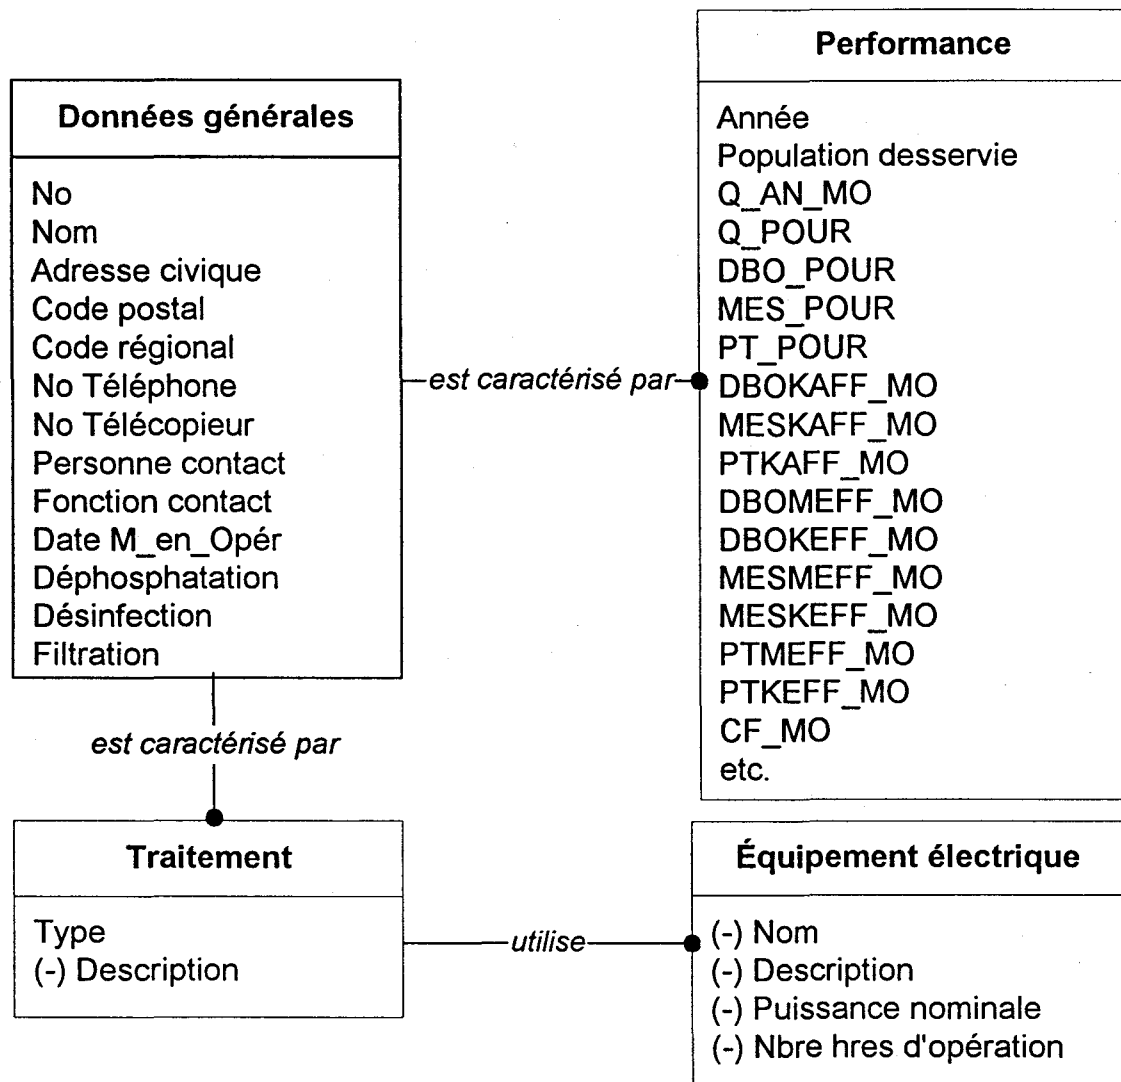 Données générales
No
Nom
Adresse civique
Code postal
Code régional
No Téléphone
No Télécopieur
Personne contact
Fonction contact
Date M_en_Opér
Déphosphatation
Désinfection
Filtration
est caractérisé par
Performance
Année
Population desservie
Q_AN_MO
Q_POUR
DBO_POUR
MES_POUR
PT_POUR
DBOKAFF_MO
MESKAFF_MO
PTKAFF_MO
DBOMEFF_MO
DBOKEFF_MO
MESMEFF_MO
MESKEFF_MO
PTMEFF_MO
PTKEFF_MO
CF_MO
etc.
est caractérisé par
Traitement
Type
(-) Description
utilise
Équipement électrique
(-) Nom
(-) Description
(-) Puissance nominale
(-) Nbre hres d'opération